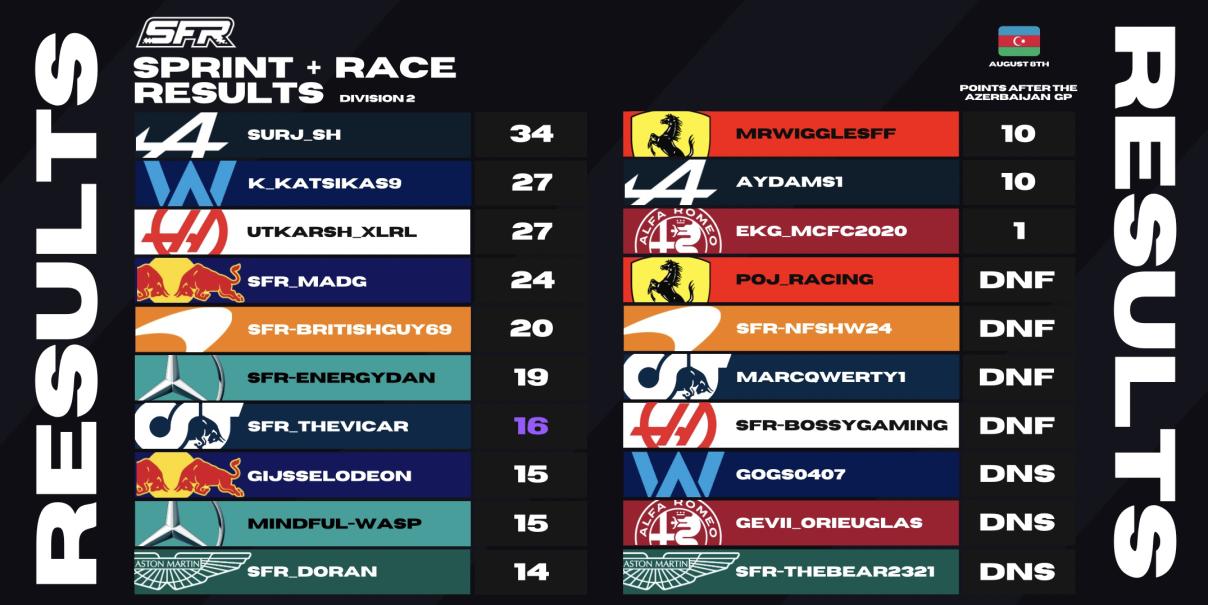 RESULTS
SFR
SPRINT + RACE
RESULTS DIVISION 2
AUGUST 8TH
POINTS AFTER THE
AZERBAIJAN GP
SURJ_SH 34
K_KATSIKAS9 27
UTKARSH_XLRL 27
SFR_MADG 24
SFR-BRITISHGUY69 20
SFR-ENERGYDAN 19
SFR_THEVICAR 16
GIJSSELODEON 15
MINDFUL-WASP 15
ASTON MARTIN SFR_DORAN 14
MRWIGGLESFF 10
AYDAMS1 10
ALFA ROMEO EKG_MCFC2020 1
POJ_RACING DNF
SFR-NFSHW24 DNF
MARCQWERTY1 DNF
SFR-BOSSYGAMING DNF
GOGS0407 DNS
ALFA ROMEO GEVII_ORIEUGLAS DNS
ASTON MARTIN SFR-THEBEAR2321 DNS
RESULTS